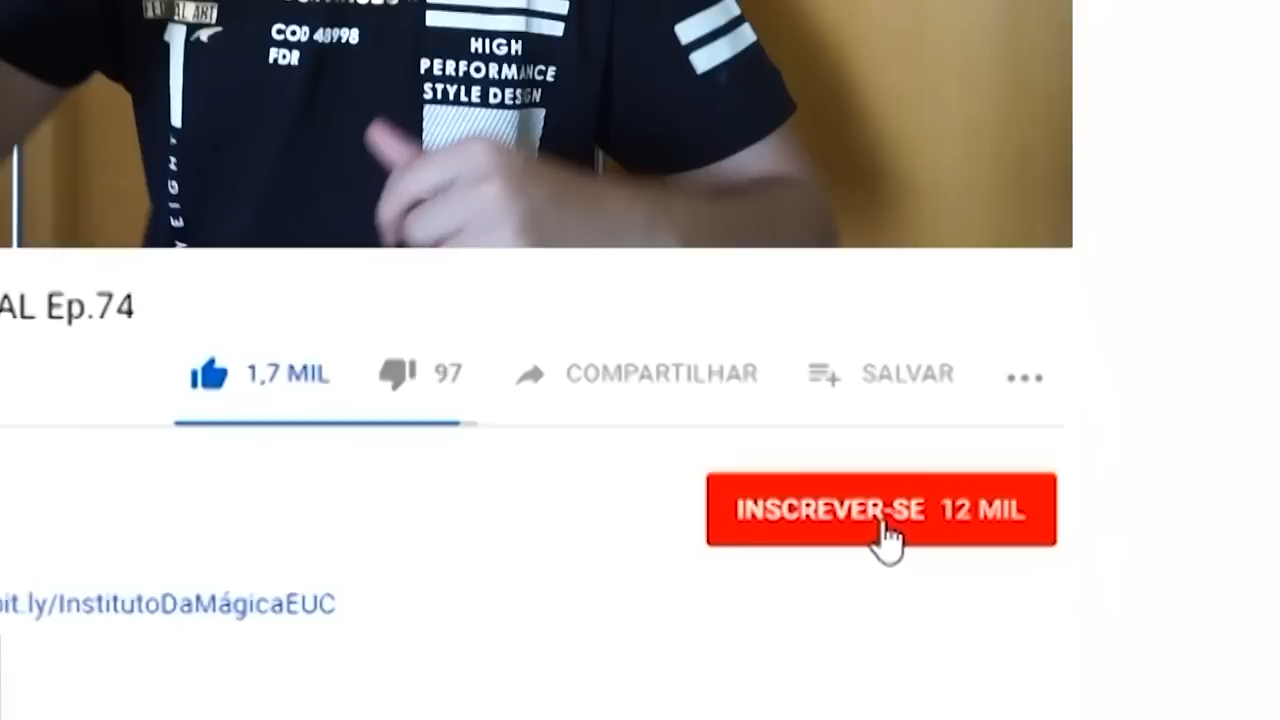 COD 48998
FDR
HIGH
PERFORMANCE
STYLE DESIGN
AL Ep.74
1,7 MIL 97 COMPARTILHAR SALVAR
INSCREVER-SE 12 MIL
bit.ly/InstitutoDaMágicaEUC